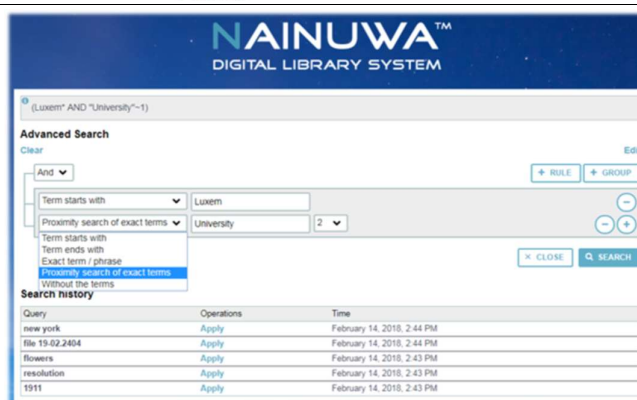 NAINUWA™
DIGITAL LIBRARY SYSTEM
(Luxem* AND "University"~1)
Advanced Search
Clear
Edi
And
+ RULE
+ GROUP
Term starts with
Luxem
Proximity search of exact terms
University
2
Term starts with
Term ends with
Exact term / phrase
Proximity search of exact terms
Without the terms
× CLOSE
SEARCH
Search history
Query Operations Time
new york Apply February 14, 2018, 2:44 PM
file 19-02.2404 Apply February 14, 2018, 2:44 PM
flowers Apply February 14, 2018, 2:43 PM
resolution Apply February 14, 2018, 2:43 PM
1911 Apply February 14, 2018, 2:43 PM